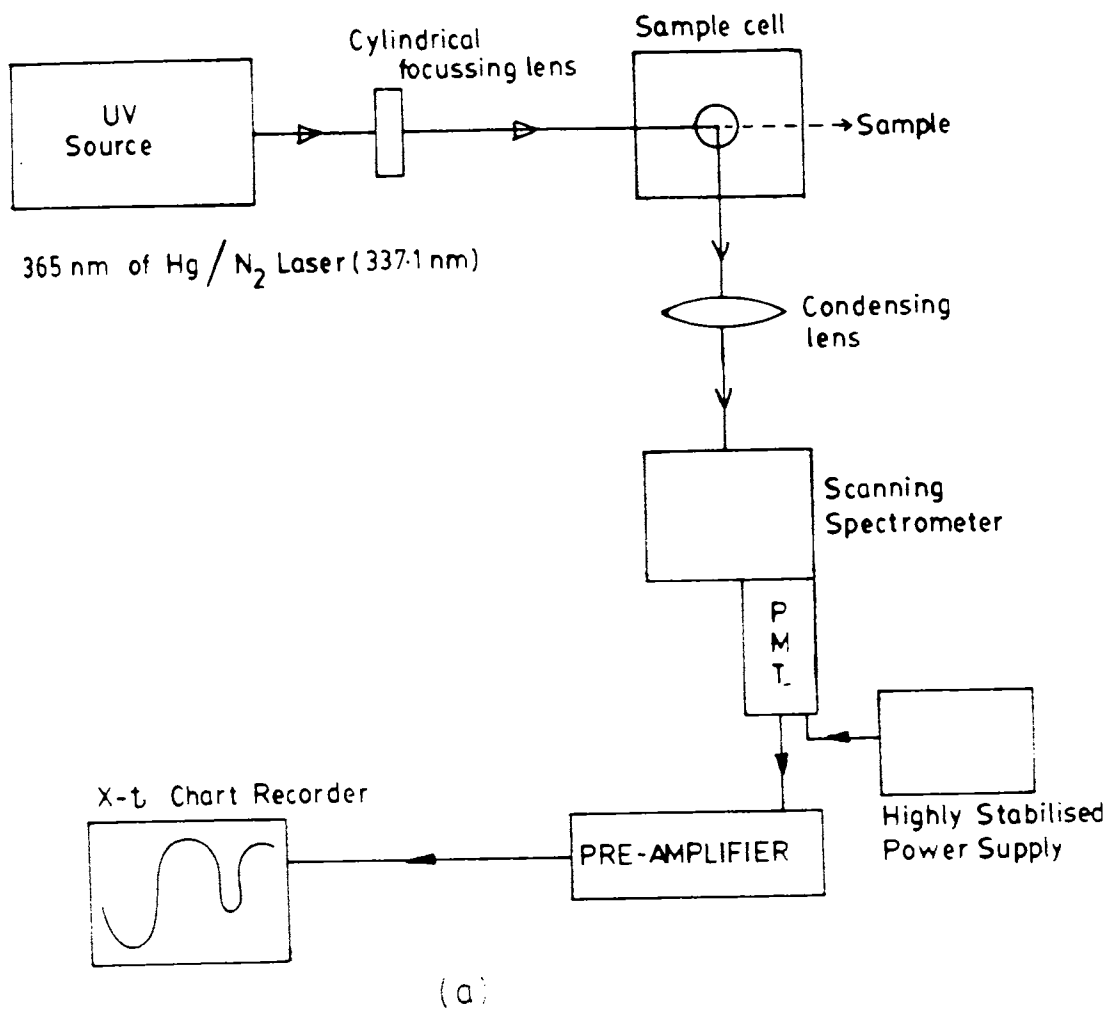 UV
Source
Cylindrical
focussing lens
Sample cell
Sample
365 nm of Hg / N2 Laser (337.1 nm)
Condensing
lens
Scanning
Spectrometer
P
M
T
Highly Stabilised
Power Supply
PRE-AMPLIFIER
X-t Chart Recorder
(a)